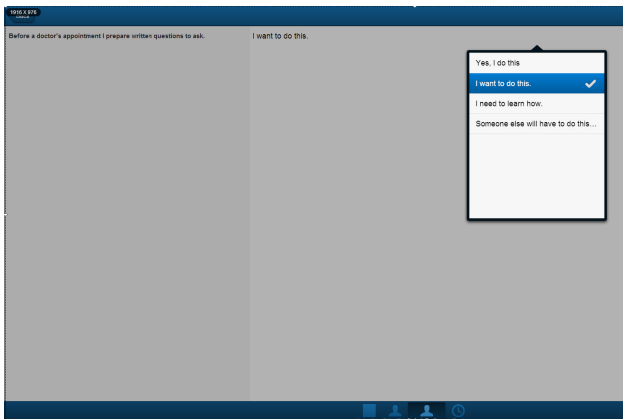 1916 X 976
Before a doctor's appointment I prepare written questions to ask.
I want to do this.
Yes, I do this
I want to do this.
I need to learn how.
Someone else will have to do this...